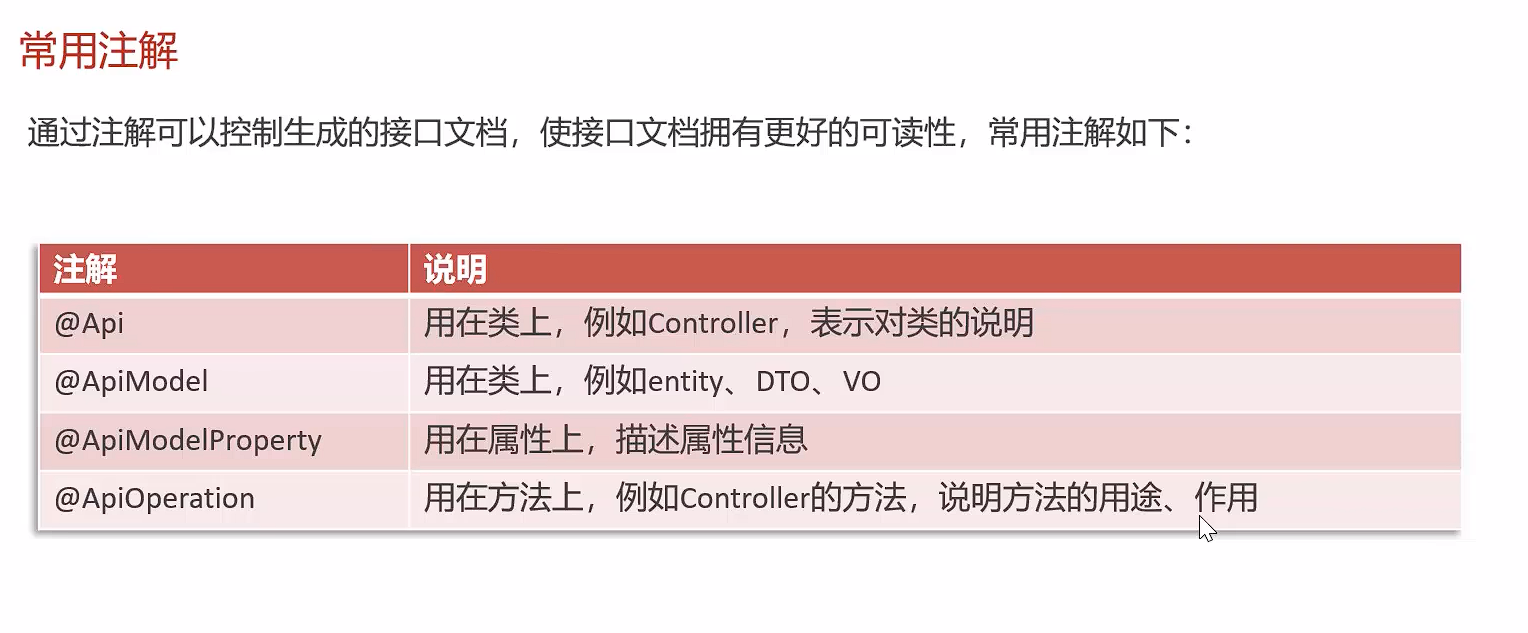 常用注解
通过注解可以控制生成的接口文档，使接口文档拥有更好的可读性，常用注解如下：
注解 说明
@Api 用在类上，例如Controller，表示对类的说明
@ApiModel 用在类上，例如entity、DTO、VO
@ApiModelProperty 用在属性上，描述属性信息
@ApiOperation 用在方法上，例如Controller的方法，说明方法的用途、作用